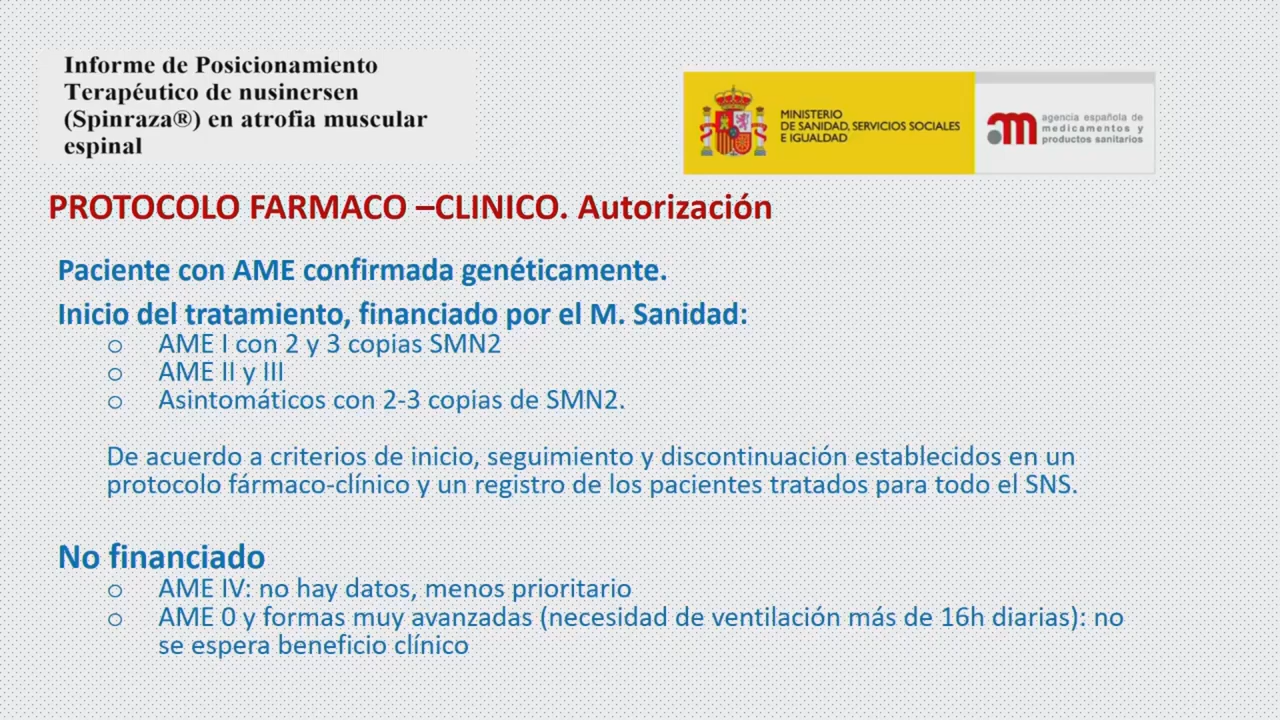 Informe de Posicionamiento
Terapéutico de nusinersen
(Spinraza®) en atrofia muscular
espinal
MINISTERIO
DE SANIDAD, SERVICIOS SOCIALES
E IGUALDAD
agencia española de
medicamentos y
productos sanitarios
PROTOCOLO FARMACO –CLINICO. Autorización
Paciente con AME confirmada genéticamente.
Inicio del tratamiento, financiado por el M. Sanidad:
o AME I con 2 y 3 copias SMN2
o AME II y III
o Asintomáticos con 2-3 copias de SMN2.
De acuerdo a criterios de inicio, seguimiento y discontinuación establecidos en un
protocolo fármaco-clínico y un registro de los pacientes tratados para todo el SNS.
No financiado
o AME IV: no hay datos, menos prioritario
o AME 0 y formas muy avanzadas (necesidad de ventilación más de 16h diarias): no
se espera beneficio clínico